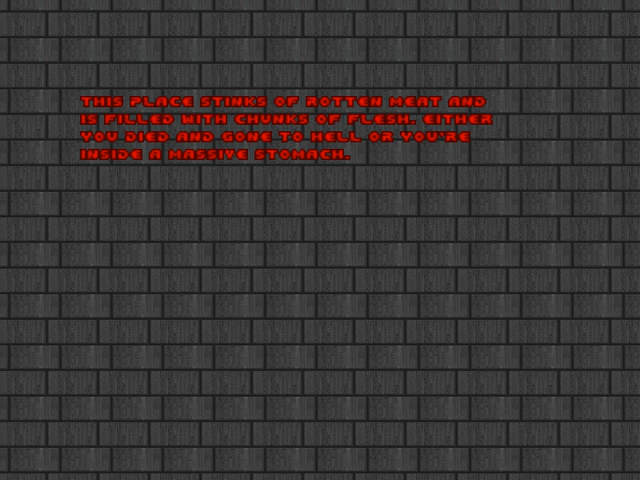 THIS PLACE STINKS OF ROTTEN MEAT AND
IS FILLED WITH CHUNKS OF FLESH. EITHER
YOU DIED AND GONE TO HELL OR YOU'RE
INSIDE A MASSIVE STOMACH.